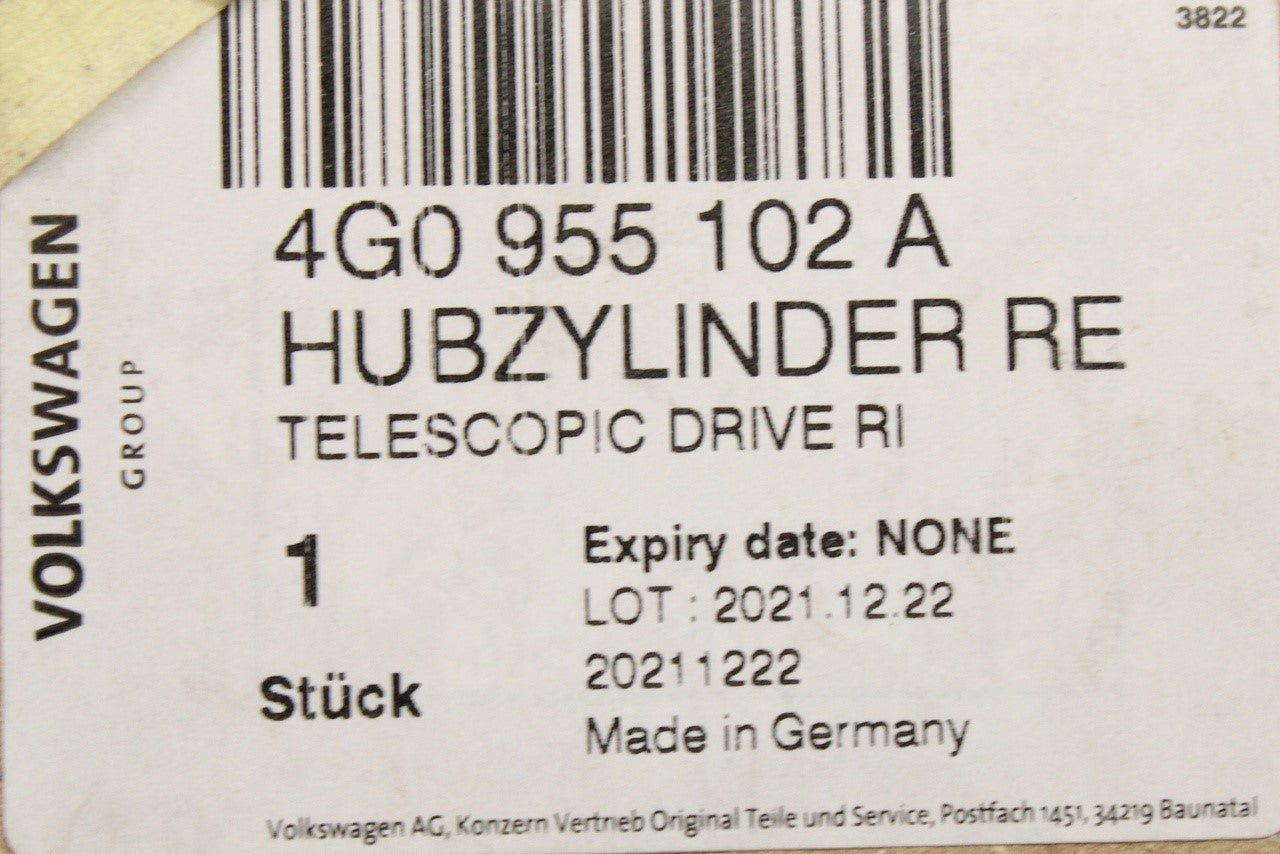 3822
4G0 955 102 A
HUBZYLINDER RE
TELESCOPIC DRIVE RI
1
Stück
Expiry date: NONE
LOT : 2021.12.22
20211222
Made in Germany
VOLKSWAGEN
GROUP
Volkswagen AG, Konzern Vertrieb Original Teile und Service, Postfach 1451, 34219 Baunatal